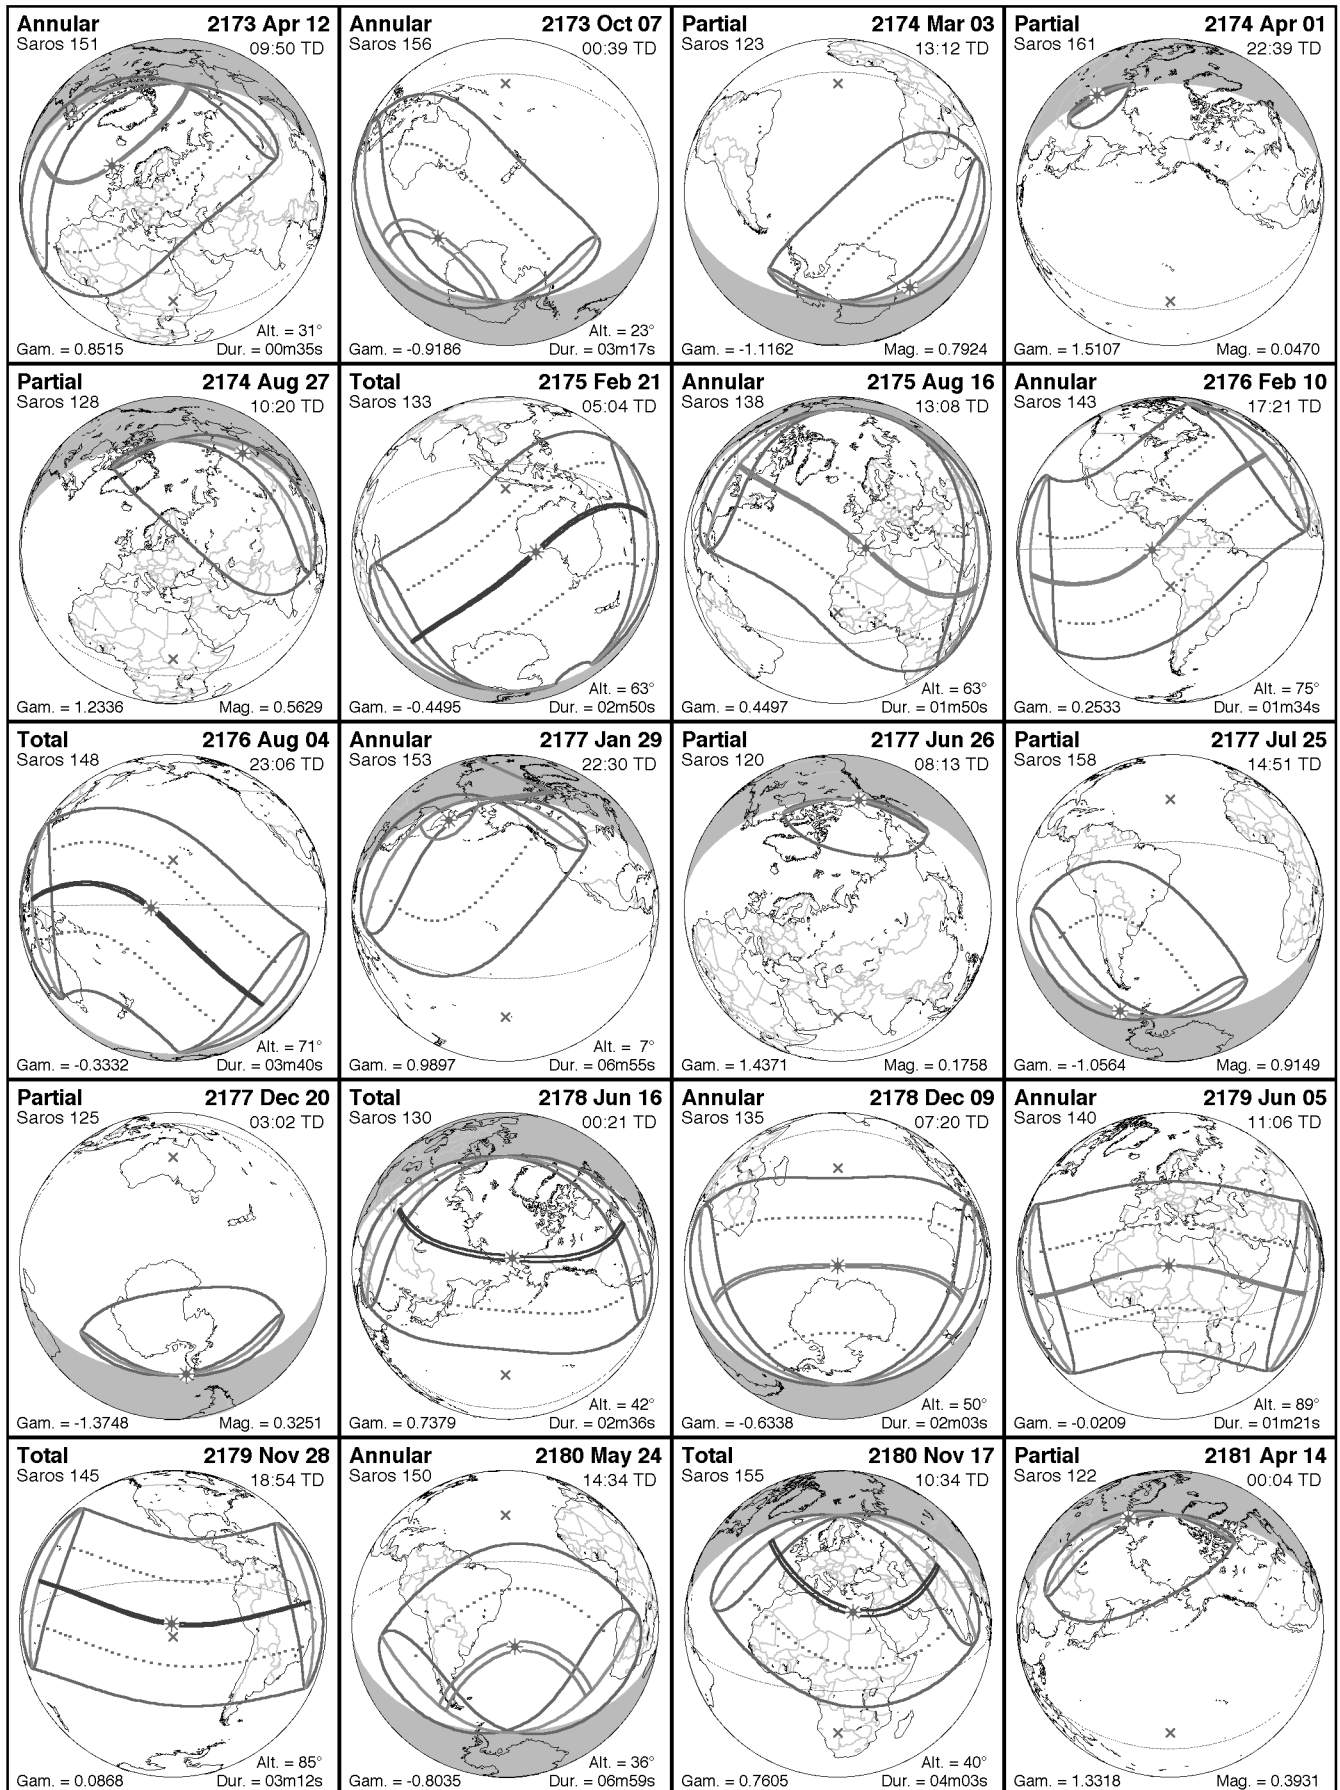 Annular 2173 Apr 12
Saros 151 09:50 TD
Alt. = 31°
Gam. = 0.8515 Dur. = 00m35s
Annular 2173 Oct 07
Saros 156 00:39 TD
Alt. = 23°
Gam. = -0.9186 Dur. = 03m17s
Partial 2174 Mar 03
Saros 123 13:12 TD
Gam. = -1.1162 Mag. = 0.7924
Partial 2174 Apr 01
Saros 161 22:39 TD
Gam. = 1.5107 Mag. = 0.0470
Partial 2174 Aug 27
Saros 128 10:20 TD
Gam. = 1.2336 Mag. = 0.5629
Total 2175 Feb 21
Saros 133 05:04 TD
Alt. = 63°
Gam. = -0.4495 Dur. = 02m50s
Annular 2175 Aug 16
Saros 138 13:08 TD
Alt. = 63°
Gam. = 0.4497 Dur. = 01m50s
Annular 2176 Feb 10
Saros 143 17:21 TD
Alt. = 75°
Gam. = 0.2533 Dur. = 01m34s
Total 2176 Aug 04
Saros 148 23:06 TD
Alt. = 71°
Gam. = -0.3332 Dur. = 03m40s
Annular 2177 Jan 29
Saros 153 22:30 TD
Alt. = 7°
Gam. = 0.9897 Dur. = 06m55s
Partial 2177 Jun 26
Saros 120 08:13 TD
Gam. = 1.4371 Mag. = 0.1758
Partial 2177 Jul 25
Saros 158 14:51 TD
Gam. = -1.0564 Mag. = 0.9149
Partial 2177 Dec 20
Saros 125 03:02 TD
Gam. = -1.3748 Mag. = 0.3251
Total 2178 Jun 16
Saros 130 00:21 TD
Alt. = 42°
Gam. = 0.7379 Dur. = 02m36s
Annular 2178 Dec 09
Saros 135 07:20 TD
Alt. = 50°
Gam. = -0.6338 Dur. = 02m03s
Annular 2179 Jun 05
Saros 140 11:06 TD
Alt. = 89°
Gam. = -0.0209 Dur. = 01m21s
Total 2179 Nov 28
Saros 145 18:54 TD
Alt. = 85°
Gam. = 0.0868 Dur. = 03m12s
Annular 2180 May 24
Saros 150 14:34 TD
Alt. = 36°
Gam. = -0.8035 Dur. = 06m59s
Total 2180 Nov 17
Saros 155 10:34 TD
Alt. = 40°
Gam. = 0.7605 Dur. = 04m03s
Partial 2181 Apr 14
Saros 122 00:04 TD
Gam. = 1.3318 Mag. = 0.3931